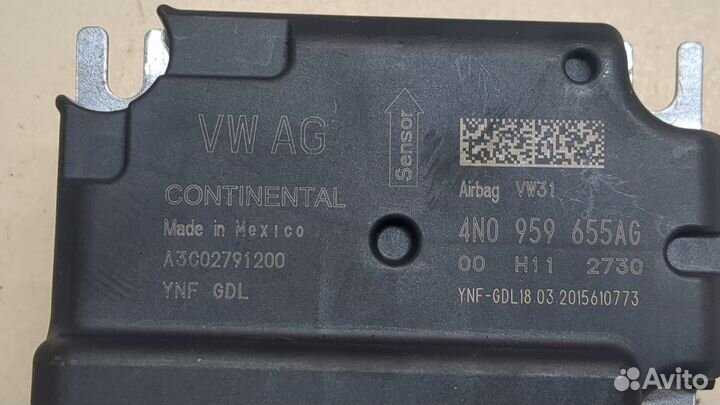 VW AG
CONTINENTAL
Made in Mexico
A3C02791200
YNF GDL
Sensor
Airbag VW31
4N0 959 655AG
00 H11 2730
YNF-GDL18.03.2015610773
Avito